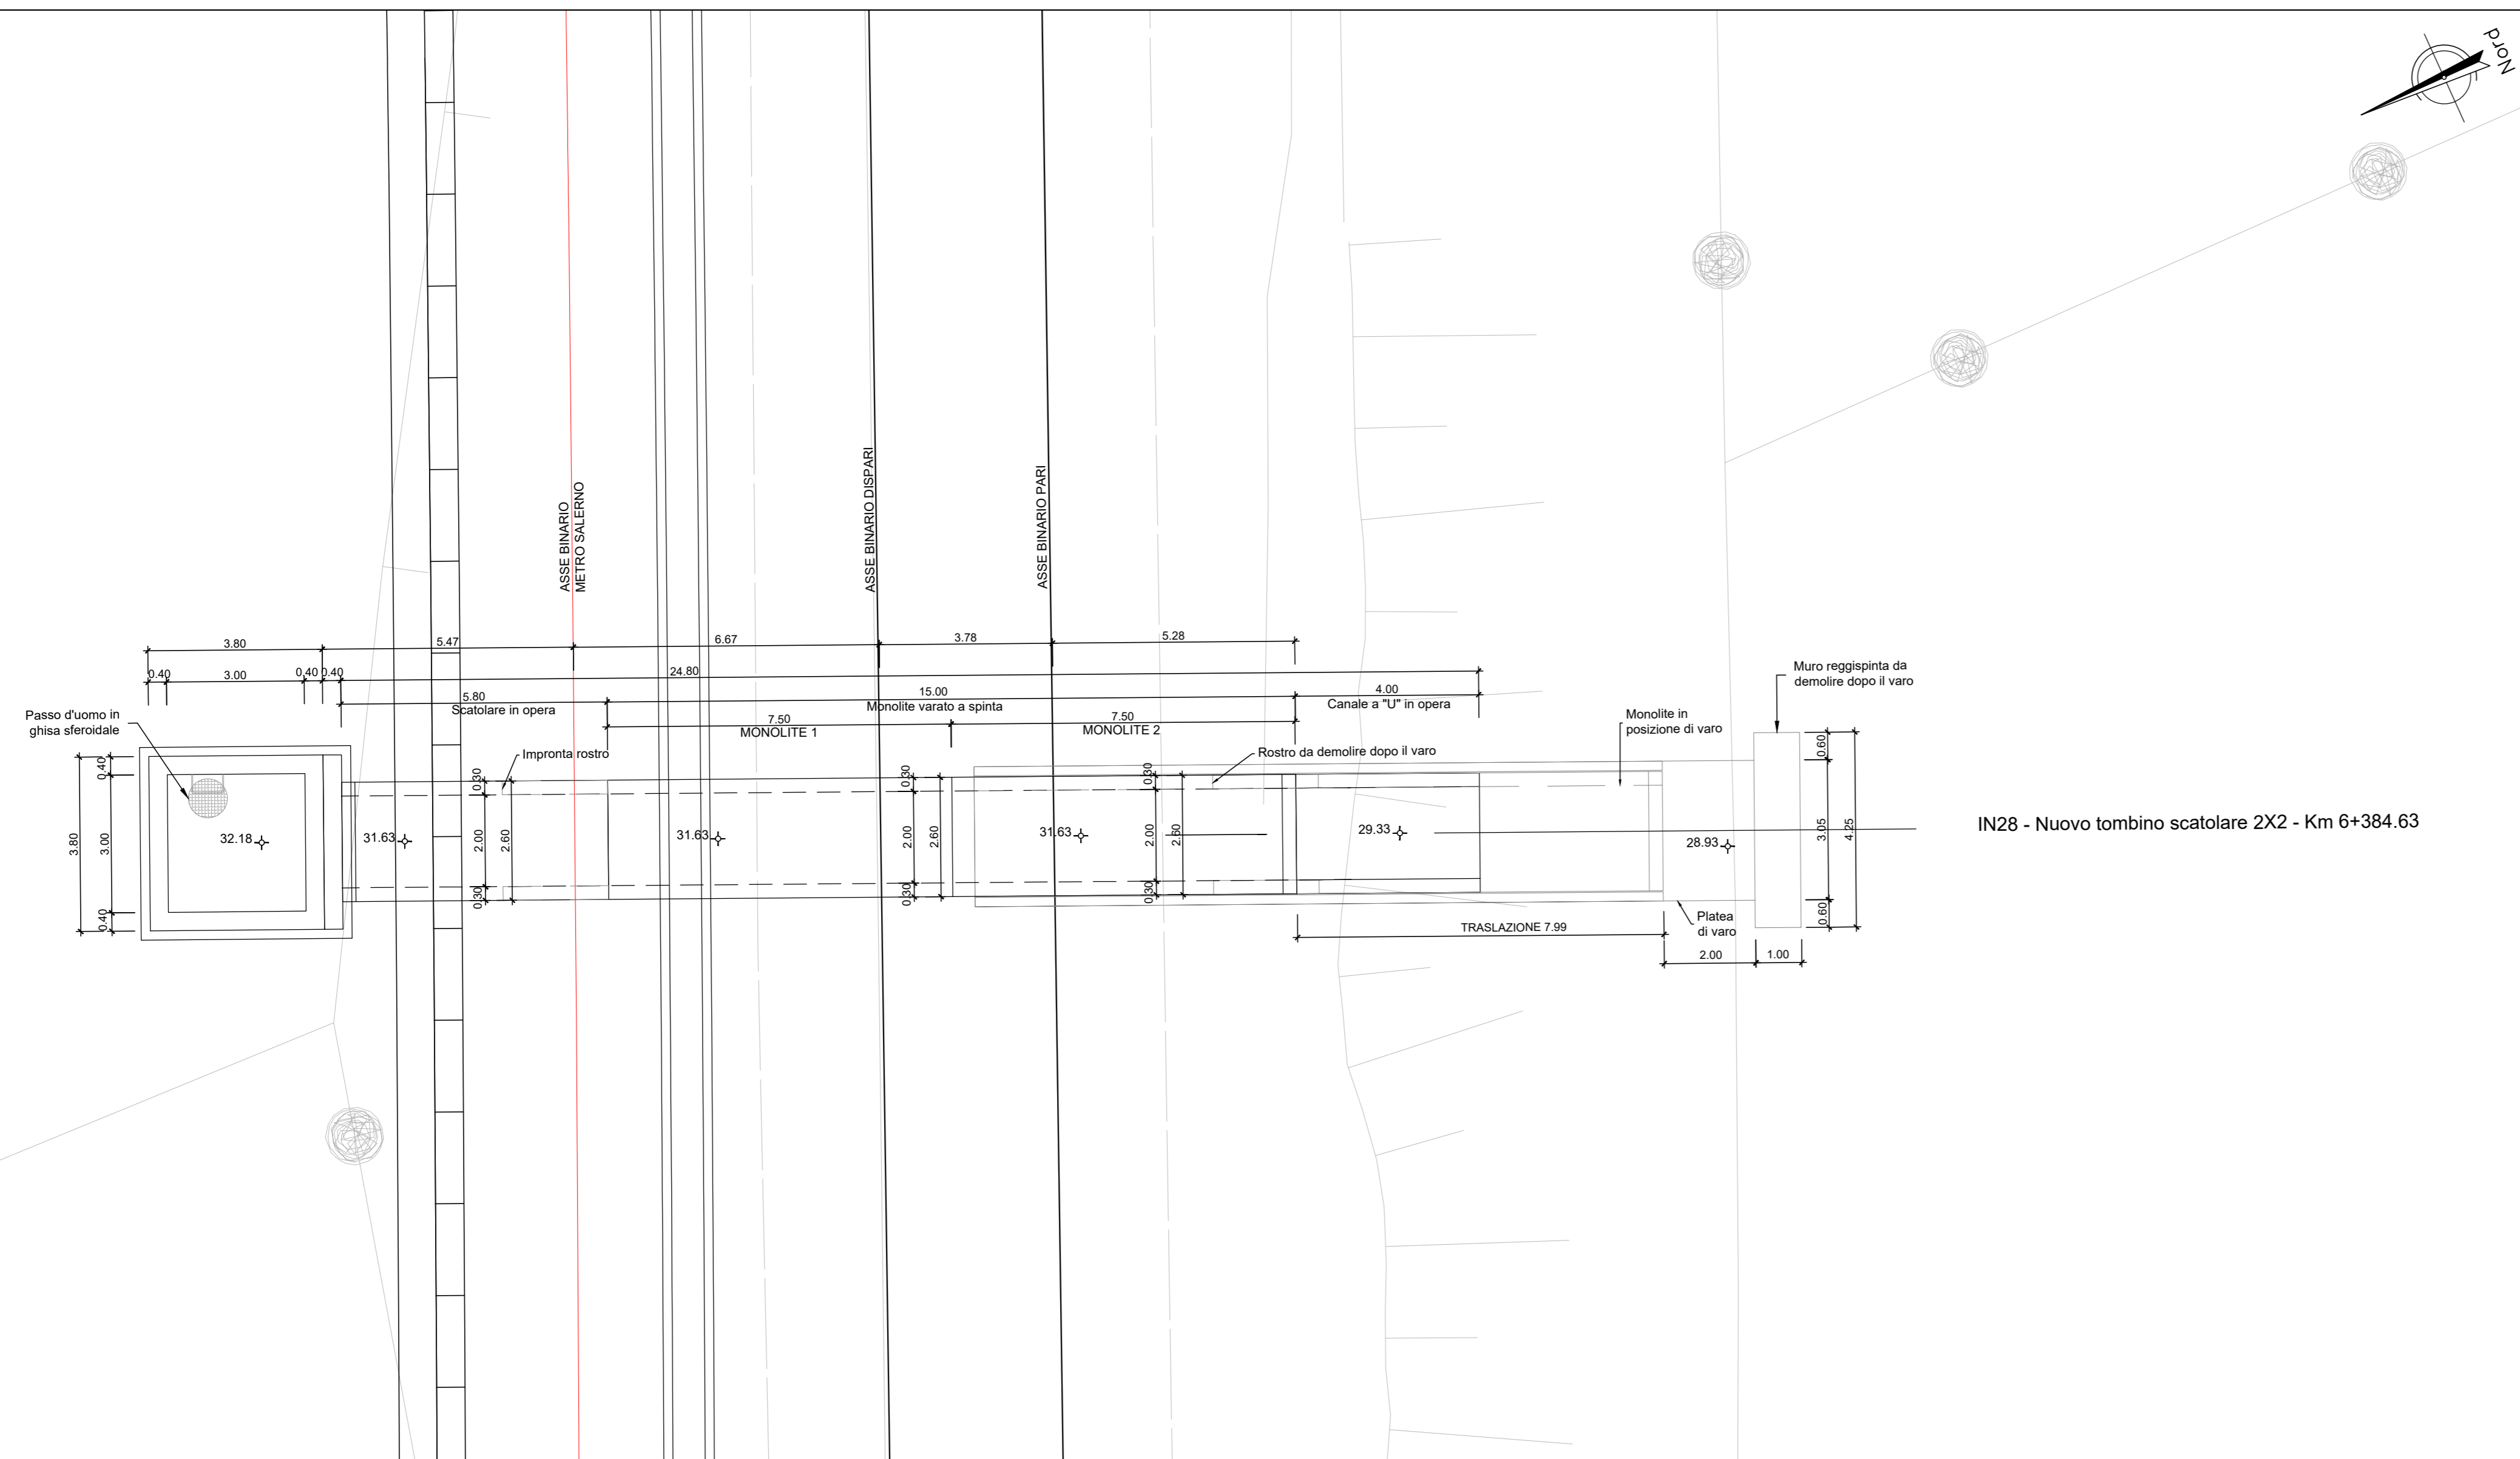 Nord
ASSE BINARIO
METRO SALERNO
ASSE BINARIO DISPARI
ASSE BINARIO PARI
3.80
5.47
6.67
3.78
5.28
0.40
3.00
0.40
0.40
24.80
5.80
Scatolare in opera
15.00
Monolite varato a spinta
4.00
Canale a "U" in opera
7.50
MONOLITE 1
7.50
MONOLITE 2
Passo d'uomo in
ghisa sferoidale
Impronta rostro
Rostro da demolire dopo il varo
Monolite in
posizione di varo
Muro reggispinta da
demolire dopo il varo
3.80
0.40
3.00
0.40
32.18
31.63
0.30
2.00
0.30
2.60
31.63
0.30
2.00
0.30
2.60
31.63
0.30
2.00
0.30
2.60
29.33
28.93
0.60
3.05
0.60
4.25
IN28 - Nuovo tombino scatolare 2X2 - Km 6+384.63
Platea
di varo
TRASLAZIONE 7.99
2.00
1.00